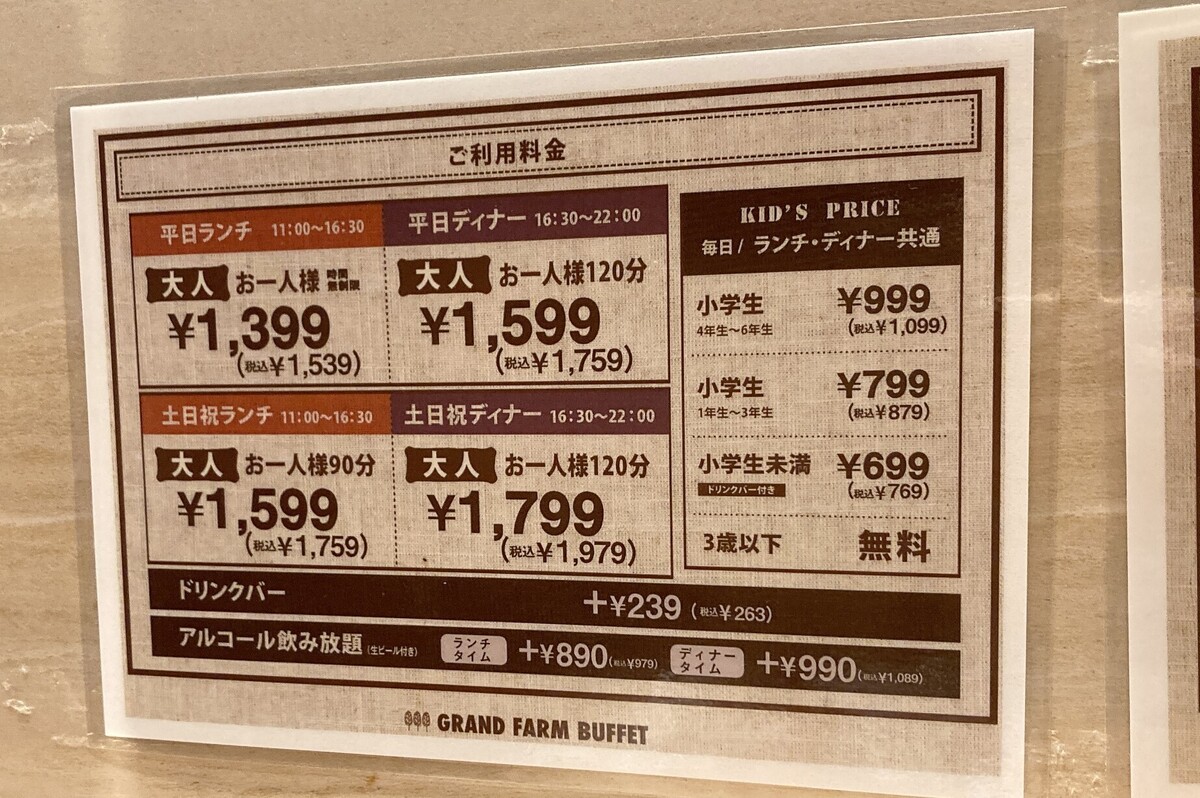 ご利用料金
平日ランチ 11:00〜16:30
大人 お一人様 時間無制限
¥1,399
(税込¥1,539)
平日ディナー 16:30〜22:00
大人 お一人様120分
¥1,599
(税込¥1,759)
土日祝ランチ 11:00〜16:30
大人 お一人様90分
¥1,599
(税込¥1,759)
土日祝ディナー 16:30〜22:00
大人 お一人様120分
¥1,799
(税込¥1,979)
KID'S PRICE
毎日/ ランチ・ディナー共通
小学生 ¥999
4年生〜6年生 (税込¥1,099)
小学生 ¥799
1年生〜3年生 (税込¥879)
小学生未満 ¥699
ドリンクバー付き (税込¥769)
3歳以下 無料
ドリンクバー +¥239 (税込¥263)
アルコール飲み放題 (生ビール付き) ランチタイム +¥890(税込¥979) ディナータイム +¥990(税込¥1,089)
GRAND FARM BUFFET